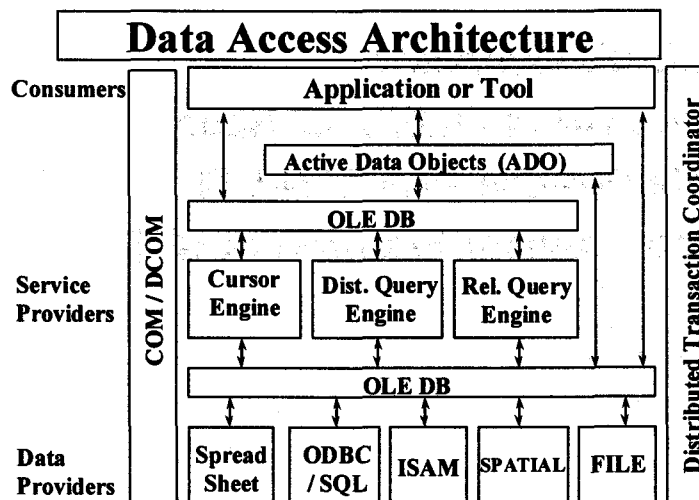 Data Access Architecture
Consumers
Application or Tool
Active Data Objects (ADO)
OLE DB
Service
Providers
Cursor
Engine
Dist. Query
Engine
Rel. Query
Engine
OLE DB
Data
Providers
Spread
Sheet
ODBC
/ SQL
ISAM
SPATIAL
FILE
COM / DCOM
Distributed Transaction Coordinator